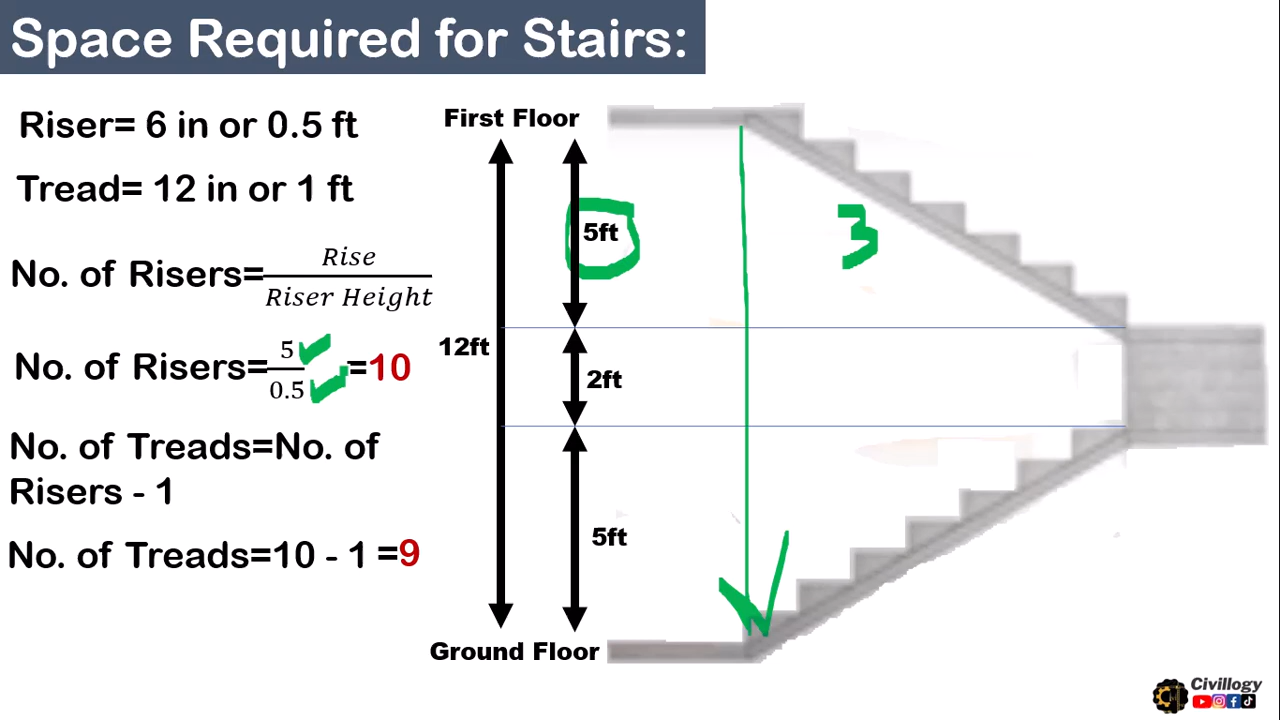 Space Required for Stairs:
Riser= 6 in or 0.5 ft
Tread= 12 in or 1 ft
No. of Risers=Rise/Riser Height
No. of Risers=5/0.5=10
No. of Treads=No. of
Risers - 1
No. of Treads=10 - 1 =9
First Floor
5ft
3
12ft
2ft
5ft
Ground Floor
Civillogy